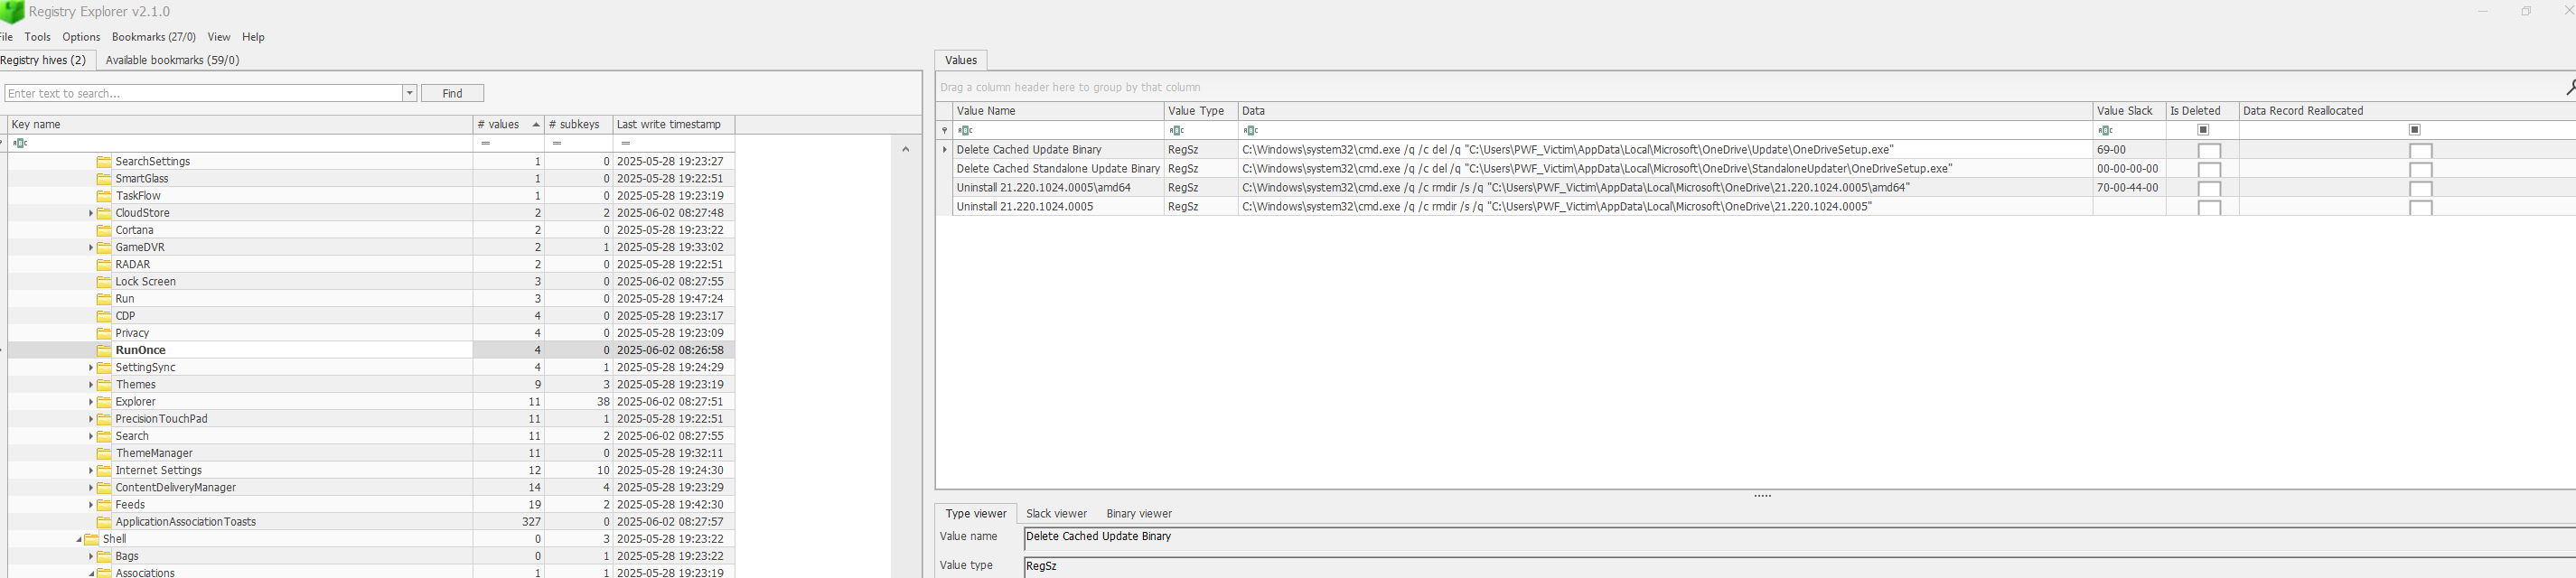 Registry Explorer v2.1.0
File Tools Options Bookmarks (27/0) View Help
Registry hives (2) Available bookmarks (59/0)
Enter text to search... Find
Key name # values # subkeys Last write timestamp
SearchSettings 1 0 2025-05-28 19:23:27
SmartGlass 1 0 2025-05-28 19:22:51
TaskFlow 1 0 2025-05-28 19:23:19
CloudStore 2 2 2025-06-02 08:27:48
Cortana 2 0 2025-05-28 19:23:22
GameDVR 2 1 2025-05-28 19:33:02
RADAR 2 0 2025-05-28 19:22:51
Lock Screen 3 0 2025-06-02 08:27:55
Run 3 0 2025-05-28 19:47:24
CDP 4 0 2025-05-28 19:23:17
Privacy 4 0 2025-05-28 19:23:09
RunOnce 4 0 2025-06-02 08:26:58
SettingSync 4 1 2025-05-28 19:24:29
Themes 9 3 2025-05-28 19:23:19
Explorer 11 38 2025-06-02 08:27:51
PrecisionTouchPad 11 1 2025-05-28 19:22:51
Search 11 2 2025-06-02 08:27:55
ThemeManager 11 0 2025-05-28 19:32:11
Internet Settings 12 10 2025-05-28 19:24:30
ContentDeliveryManager 14 4 2025-05-28 19:23:29
Feeds 19 2 2025-05-28 19:42:30
ApplicationAssociationToasts 327 0 2025-06-02 08:27:57
Shell 0 3 2025-05-28 19:23:22
Bags 0 1 2025-05-28 19:23:22
Associations 1 1 2025-05-28 19:23:19
Values
Drag a column header here to group by that column
Value Name Value Type Data Value Slack Is Deleted Data Record Reallocated
Delete Cached Update Binary RegSz C:\Windows\system32\cmd.exe /q /c del /q "C:\Users\PWF_Victim\AppData\Local\Microsoft\OneDrive\Update\OneDriveSetup.exe" 69-00
Delete Cached Standalone Update Binary RegSz C:\Windows\system32\cmd.exe /q /c del /q "C:\Users\PWF_Victim\AppData\Local\Microsoft\OneDrive\StandaloneUpdater\OneDriveSetup.exe" 00-00-00-00
Uninstall 21.220.1024.0005\amd64 RegSz C:\Windows\system32\cmd.exe /q /c rmdir /s /q "C:\Users\PWF_Victim\AppData\Local\Microsoft\OneDrive\21.220.1024.0005\amd64" 70-00-44-00
Uninstall 21.220.1024.0005 RegSz C:\Windows\system32\cmd.exe /q /c rmdir /s /q "C:\Users\PWF_Victim\AppData\Local\Microsoft\OneDrive\21.220.1024.0005"
Type viewer Slack viewer Binary viewer
Value name Delete Cached Update Binary
Value type RegSz